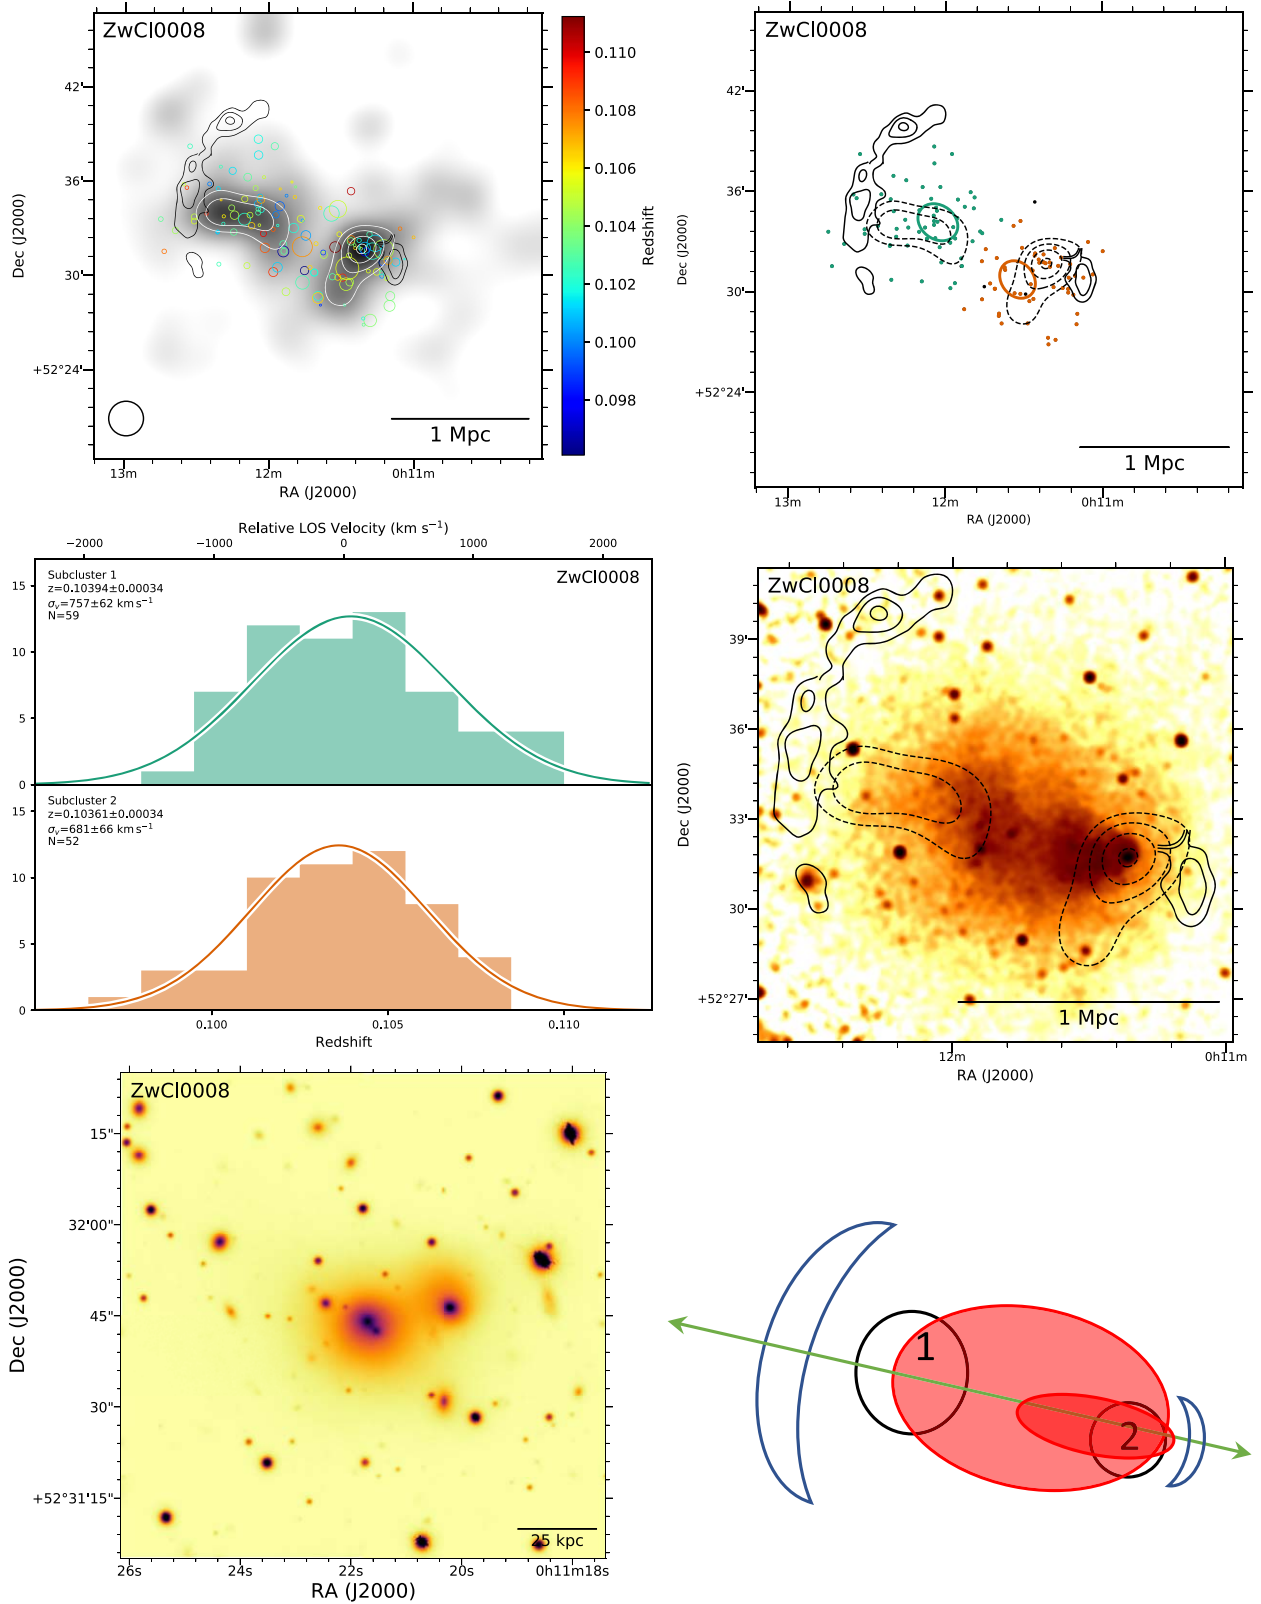 ZwCl0008
42'
36'
30'
+52°24'
Dec (J2000)
1 Mpc
13m
12m
0h11m
RA (J2000)
0.110
0.108
0.106
0.104
0.102
0.100
0.098
Redshift
ZwCl0008
42'
36'
30'
+52°24'
Dec (J2000)
1 Mpc
13m
12m
0h11m
RA (J2000)
Relative LOS Velocity (km s⁻¹)
−2000
−1000
0
1000
2000
ZwCl0008
Subcluster 1
z=0.10394±0.00034
σᵥ=757±62 km s⁻¹
N=59
15
10
5
0
Subcluster 2
z=0.10361±0.00034
σᵥ=681±66 km s⁻¹
N=52
15
10
5
0
0.100
0.105
0.110
Redshift
ZwCl0008
39'
36'
33'
30'
+52°27'
Dec (J2000)
1 Mpc
12m
0h11m
RA (J2000)
ZwCl0008
15"
32'00"
45"
30"
+52°31'15"
Dec (J2000)
25 kpc
26s
24s
22s
20s
0h11m18s
RA (J2000)
1
2